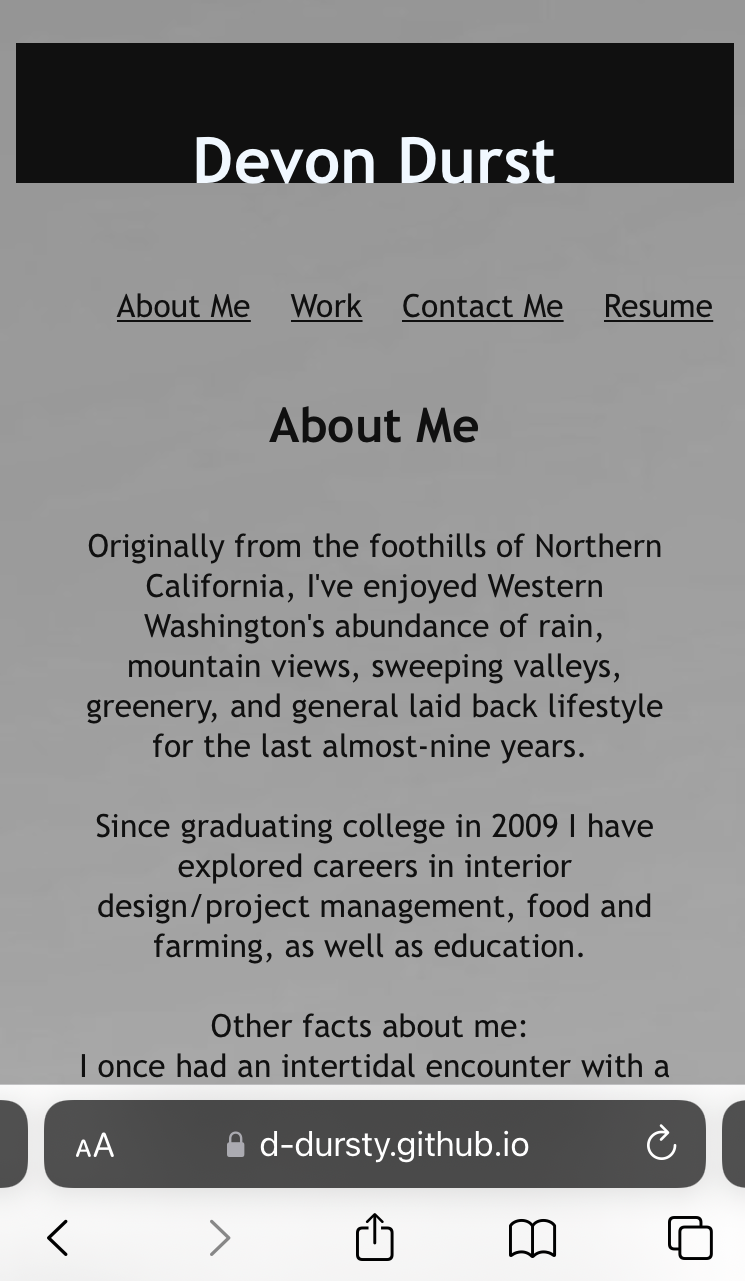 Devon Durst
About Me Work Contact Me Resume
About Me
Originally from the foothills of Northern
California, I've enjoyed Western
Washington's abundance of rain,
mountain views, sweeping valleys,
greenery, and general laid back lifestyle
for the last almost-nine years.
Since graduating college in 2009 I have
explored careers in interior
design/project management, food and
farming, as well as education.
Other facts about me:
I once had an intertidal encounter with a
AA d-dursty.github.io